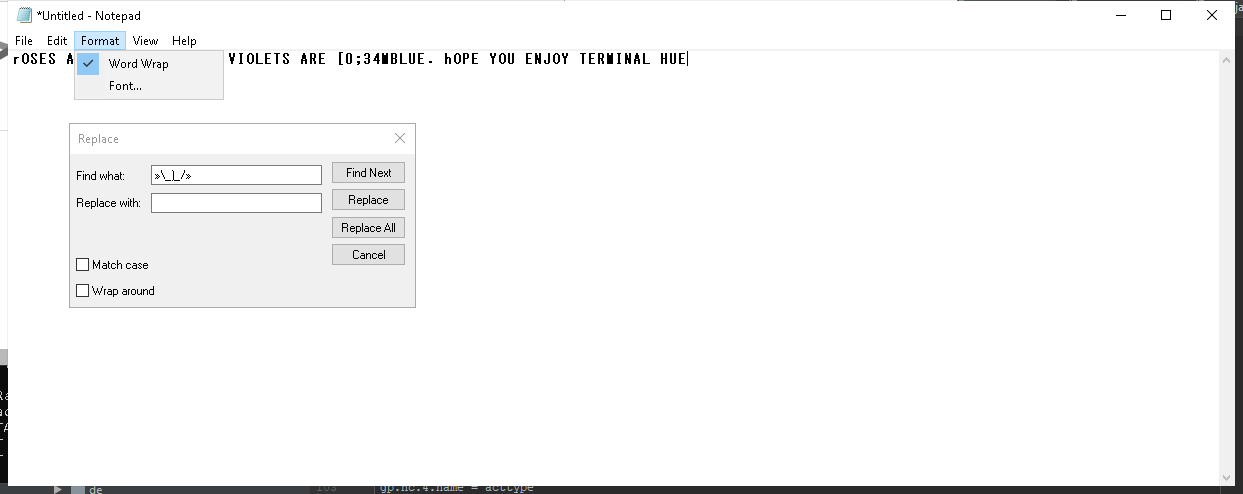 *Untitled - Notepad
File Edit Format View Help
rOSES A VIOLETS ARE [0;34MBLUE. hOPE YOU ENJOY TERMINAL HUE
Word Wrap
Font...
Replace
Find what: »\_)_/» Find Next
Replace with: Replace
Replace All
Cancel
Match case
Wrap around
de 103 gp.nc.4.name = acttype